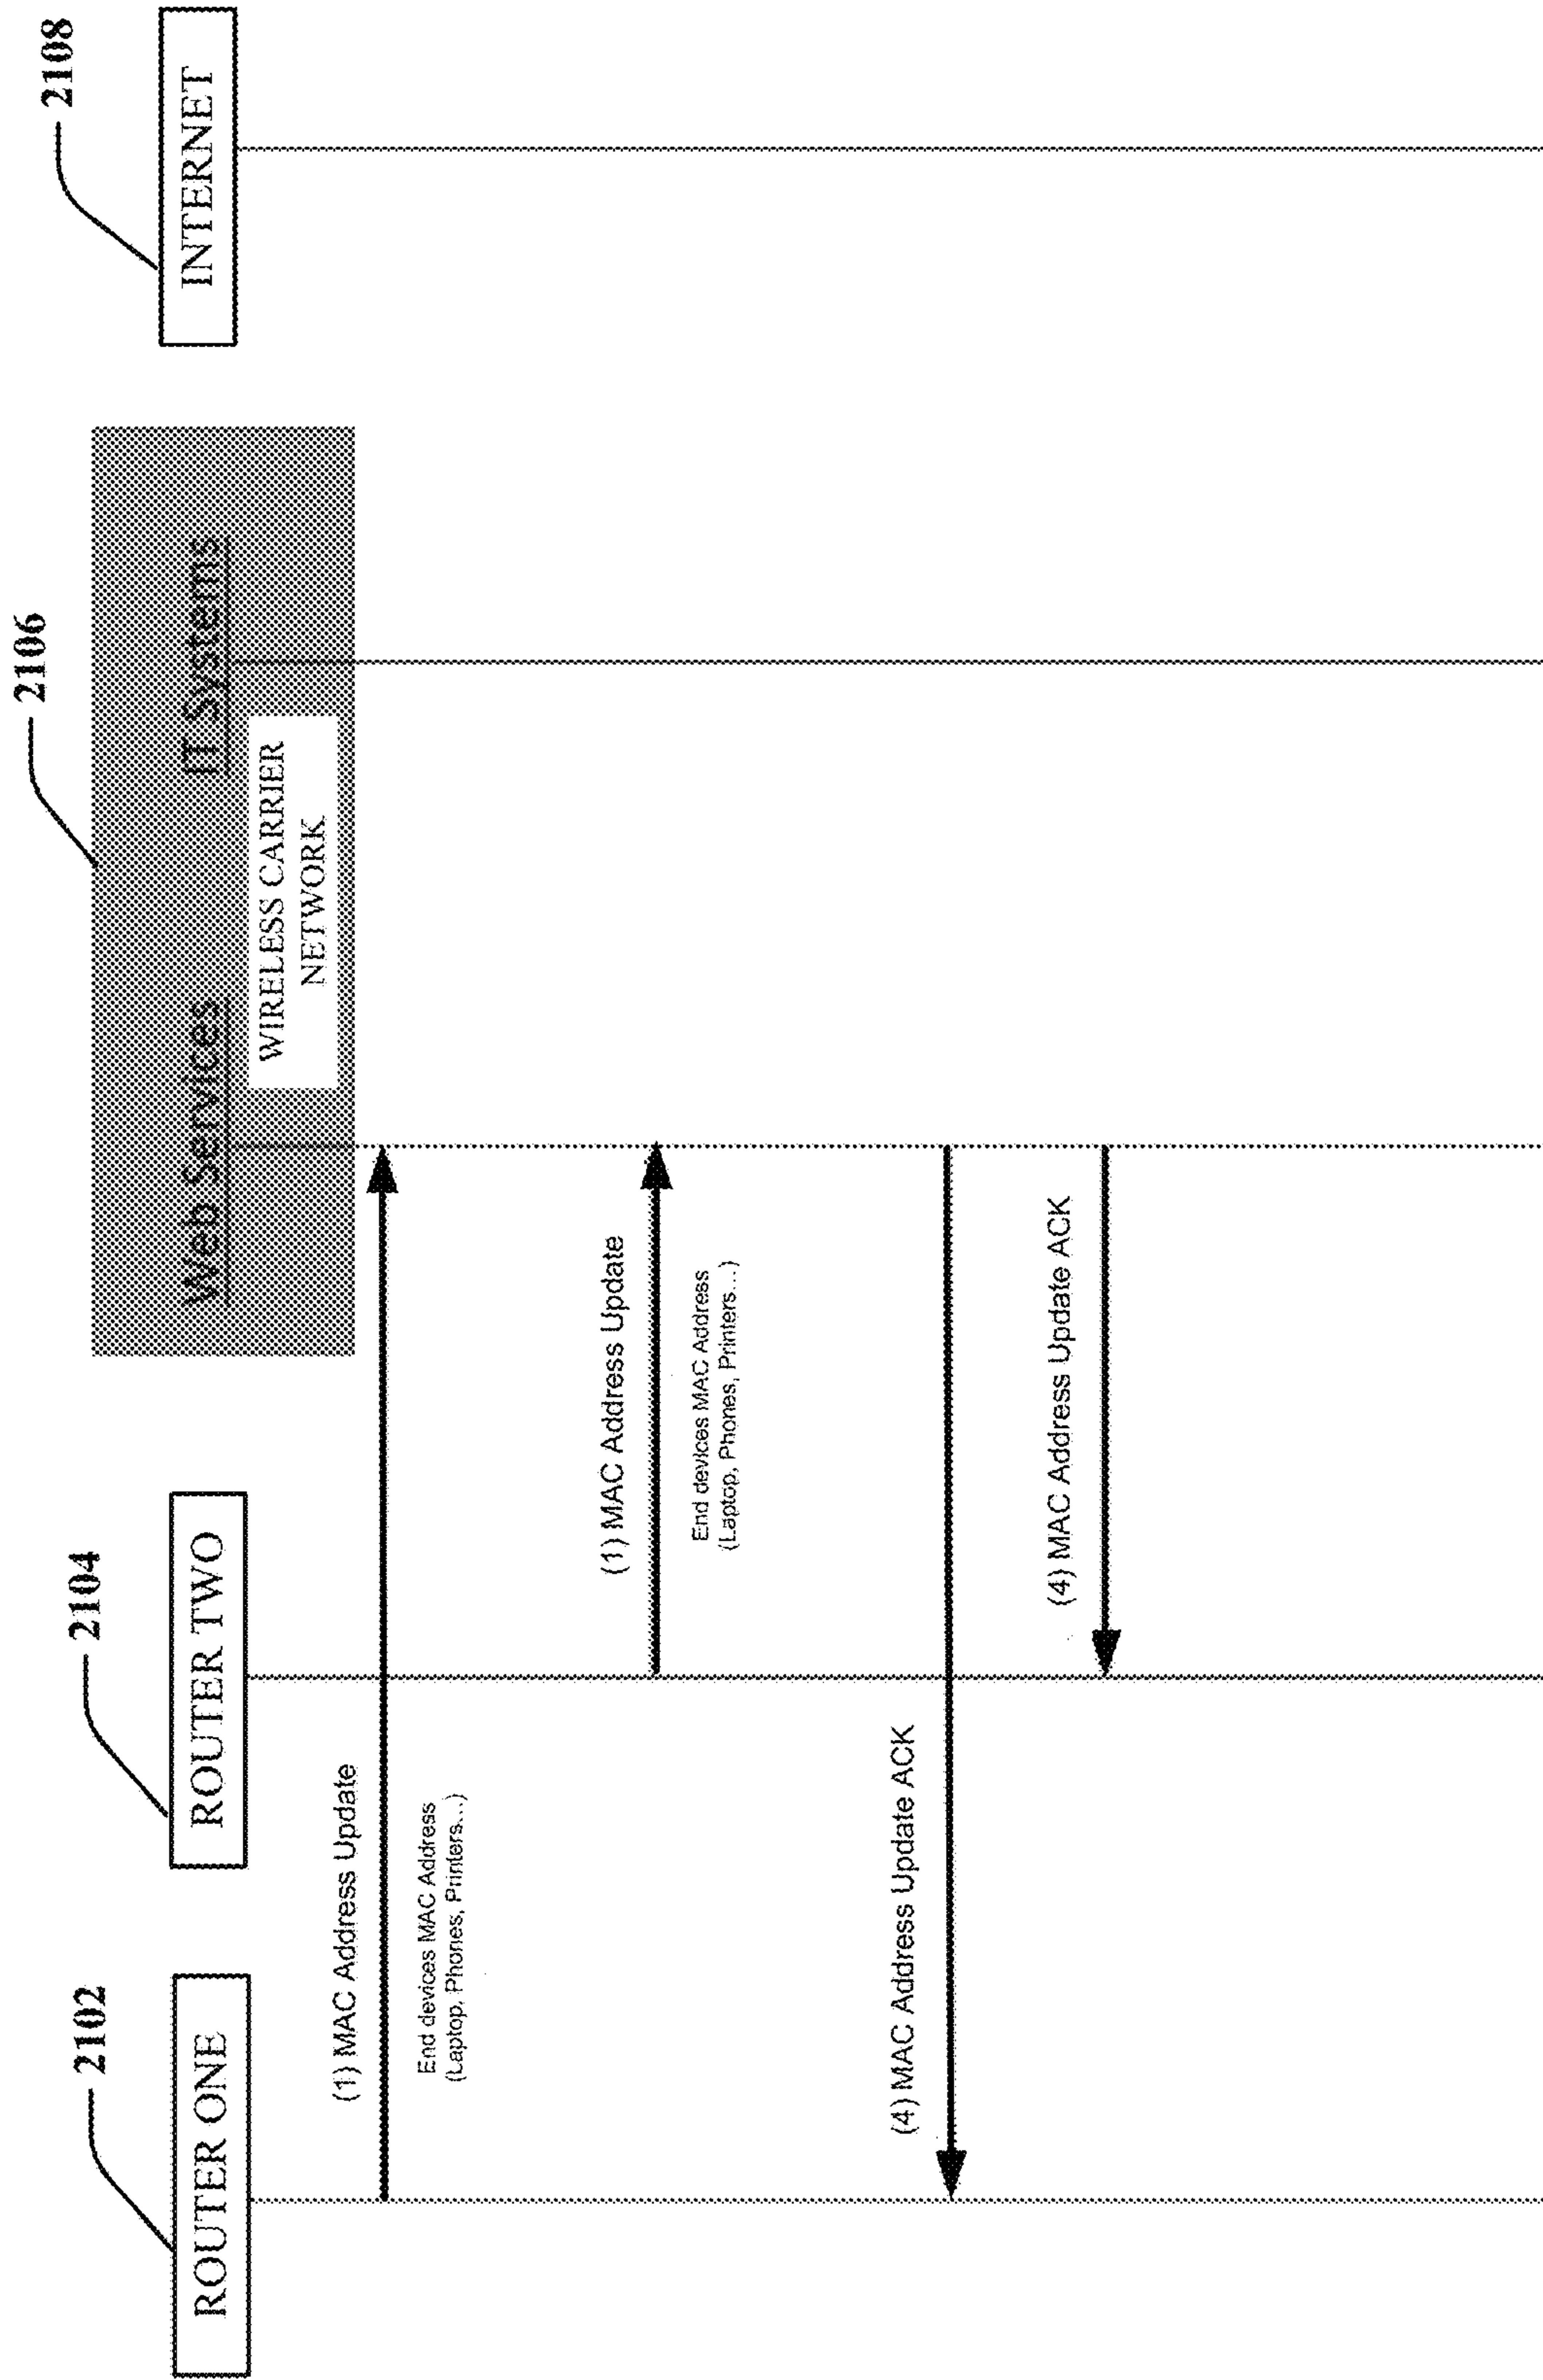 2102
2104
2106
2108
ROUTER ONE
ROUTER TWO
Web Services
IT Systems
WIRELESS CARRIER
NETWORK
INTERNET
(1) MAC Address Update
End devices MAC Address
(Laptop, Phones, Printers...)
(1) MAC Address Update
End devices MAC Address
(Laptop, Phones, Printers...)
(4) MAC Address Update ACK
(4) MAC Address Update ACK